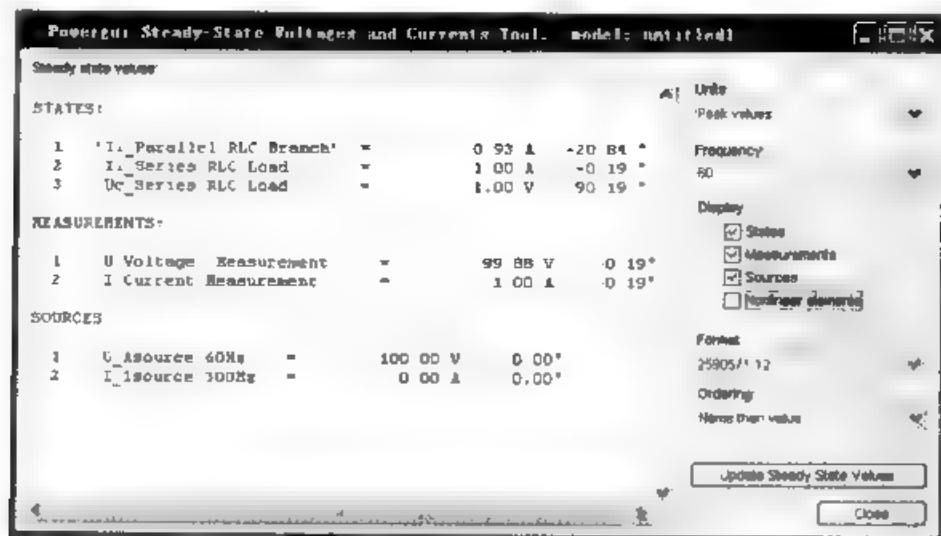 Powergui Steady-State Voltages and Currents Tool. model: untitled1
Steady state values:
STATES:
1 'IL_Parallel RLC Branch' = 0.93 A -20.84 °
2 IL_Series RLC Load = 1.00 A -0.19 °
3 Uc_Series RLC Load = 1.00 V 90.19 °
MEASUREMENTS:
1 U Voltage Measurement = 99.88 V -0.19°
2 I Current Measurement = 1.00 A -0.19°
SOURCES
1 U_Asource 60Hz = 100.00 V 0.00°
2 I_1source 300Hz = 0.00 A 0.00°
Units
Peak values
Frequency:
60
Display
States
Measurements
Sources
Nonlinear elements
Format
Ordering:
Name then value
Update Steady State Values
Close